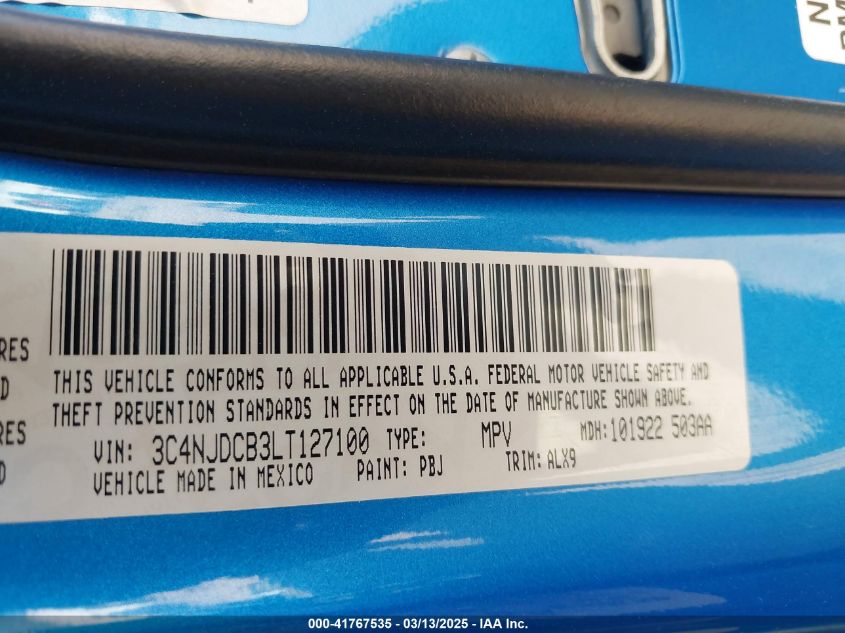 RES
D
RES
D
THIS VEHICLE CONFORMS TO ALL APPLICABLE U.S.A. FEDERAL MOTOR VEHICLE SAFETY AND
THEFT PREVENTION STANDARDS IN EFFECT ON THE DATE OF MANUFACTURE SHOWN ABOVE.
VIN: 3C4NJDCB3LT127100 TYPE: MPV MDH:101922 503AA
VEHICLE MADE IN MEXICO PAINT: PBJ TRIM: ALX9
000-41767535 - 03/13/2025 - IAA Inc.